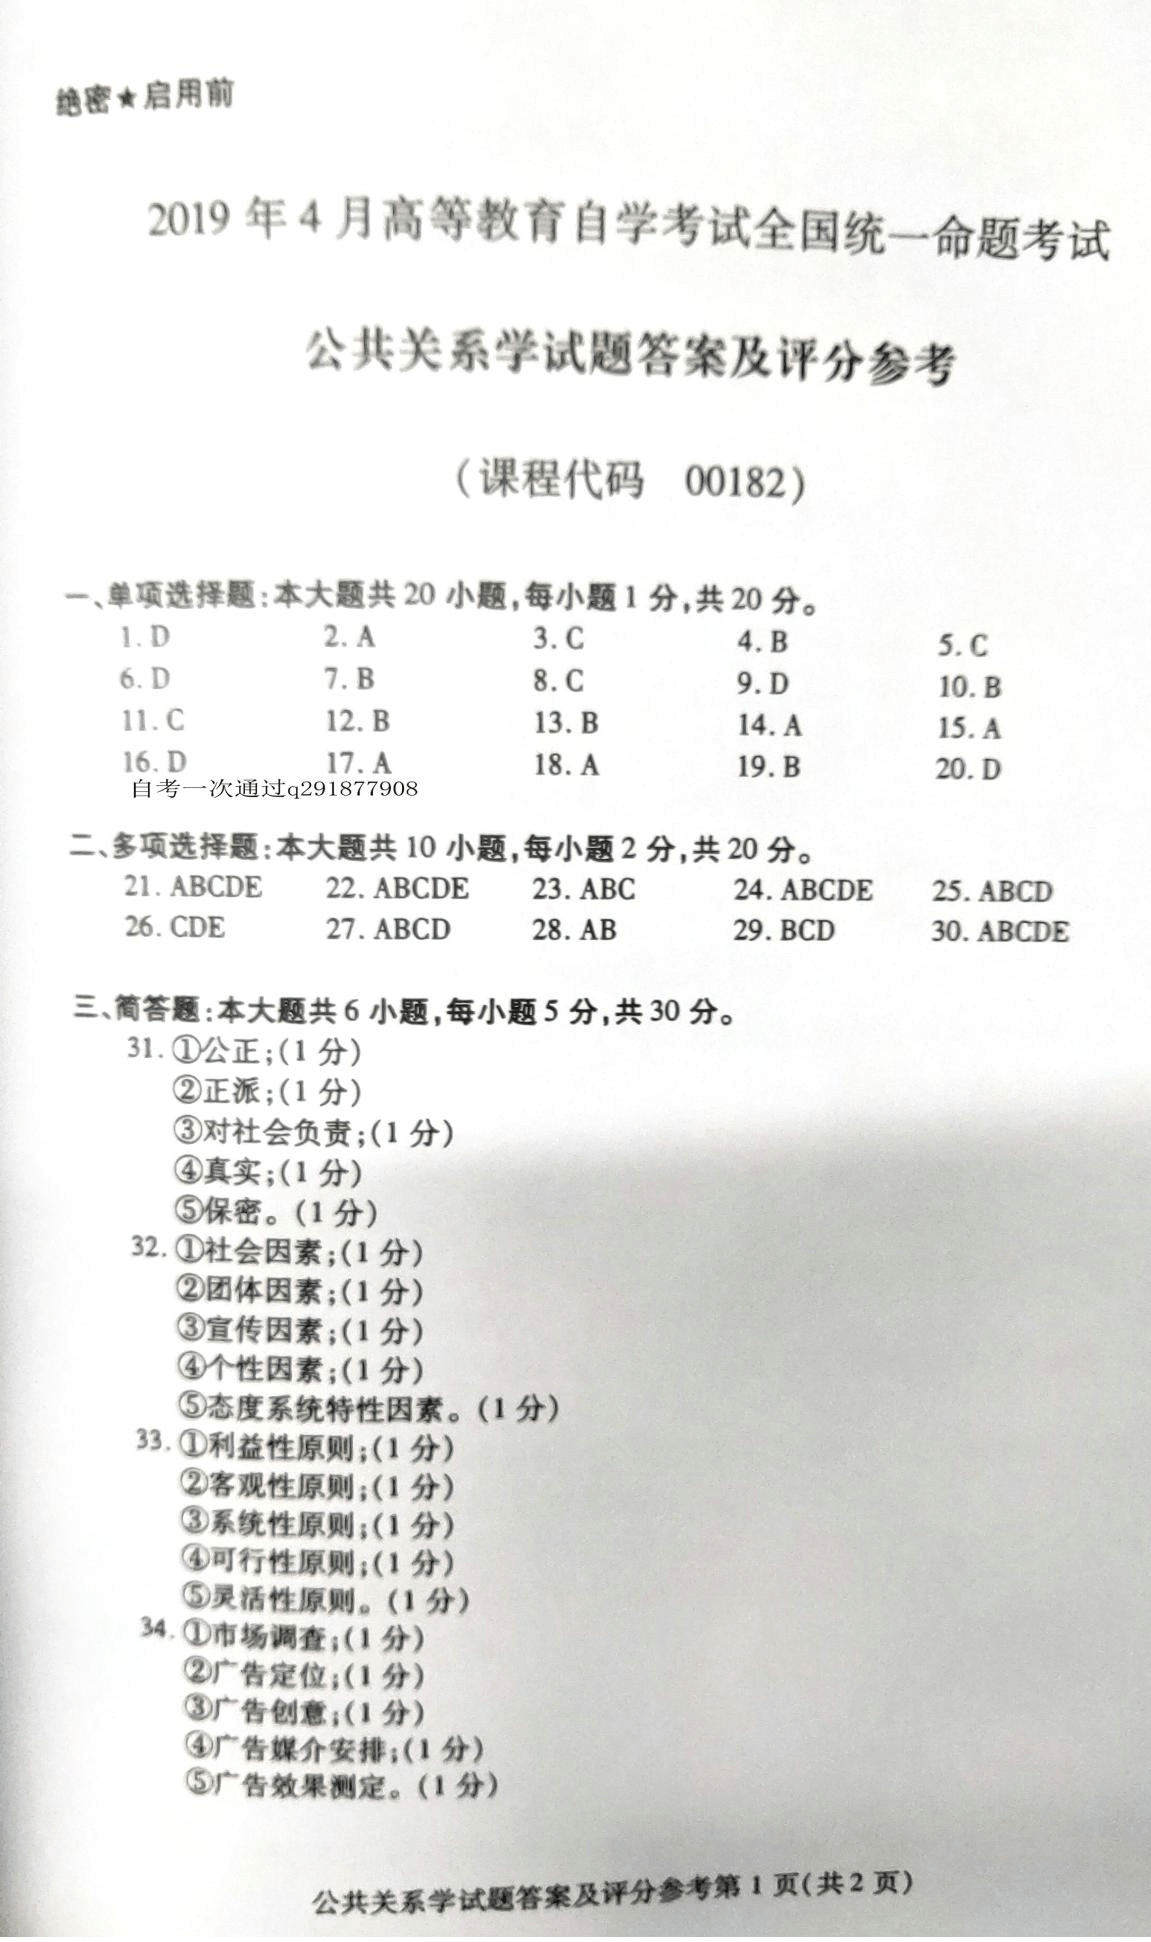 绝密★启用前
2019 年 4 月高等教育自学考试全国统一命题考试
公共关系学试题答案及评分参考
(课程代码 00182)
一、单项选择题:本大题共 20 小题,每小题 1 分,共 20 分。
1. D 2. A 3. C 4. B 5. C
6. D 7. B 8. C 9. D 10. B
11. C 12. B 13. B 14. A 15. A
16. D 17. A 18. A 19. B 20. D
自考一次通过q291877908
二、多项选择题:本大题共 10 小题,每小题 2 分,共 20 分。
21. ABCDE 22. ABCDE 23. ABC 24. ABCDE 25. ABCD
26. CDE 27. ABCD 28. AB 29. BCD 30. ABCDE
三、简答题:本大题共 6 小题,每小题 5 分,共 30 分。
31. ①公正;(1 分)
②正派;(1 分)
③对社会负责;(1 分)
④真实;(1 分)
⑤保密。(1 分)
32. ①社会因素;(1 分)
②团体因素;(1 分)
③宣传因素;(1 分)
④个性因素;(1 分)
⑤态度系统特性因素。(1 分)
33. ①利益性原则;(1 分)
②客观性原则;(1 分)
③系统性原则;(1 分)
④可行性原则;(1 分)
⑤灵活性原则。(1 分)
34. ①市场调查;(1 分)
②广告定位;(1 分)
③广告创意;(1 分)
④广告媒介安排;(1 分)
⑤广告效果测定。(1 分)
公共关系学试题答案及评分参考第 1 页(共 2 页)